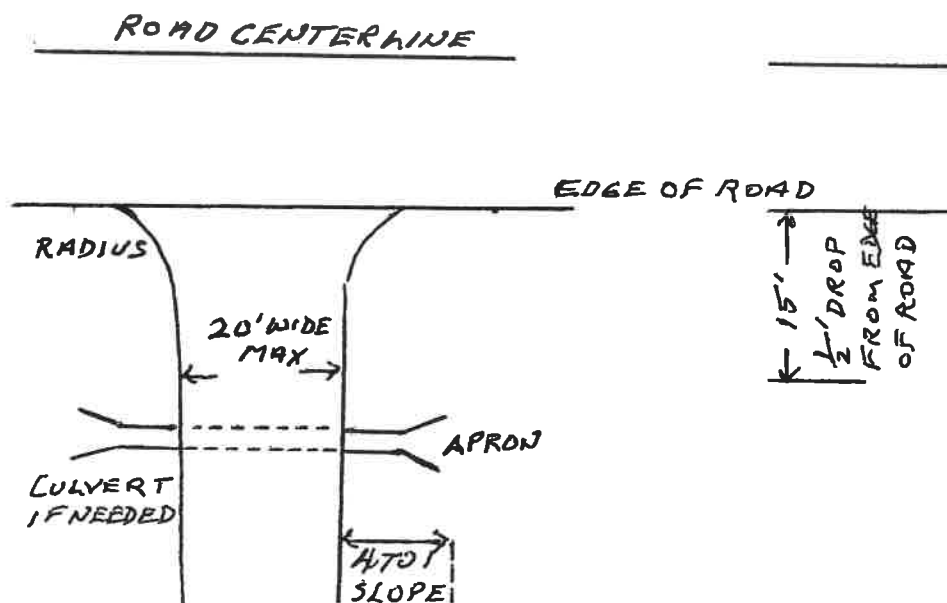 ROAD CENTERLINE
EDGE OF ROAD
RADIUS
20' WIDE
MAX
15'
1/2' DROP
FROM EDGE
OF ROAD
APRON
CULVERT
IF NEEDED
4 TO 1
SLOPE